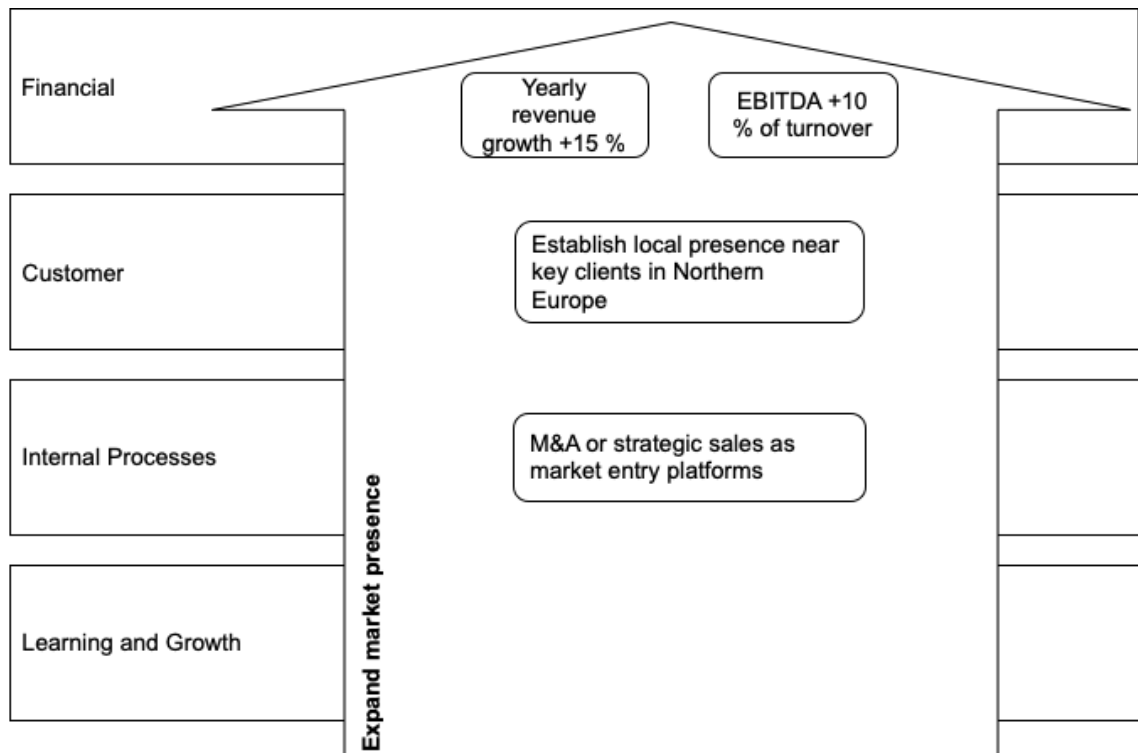 Financial
Yearly
revenue
growth +15 %
EBITDA +10
% of turnover
Customer
Establish local presence near
key clients in Northern
Europe
Internal Processes
M&A or strategic sales as
market entry platforms
Learning and Growth
Expand market presence